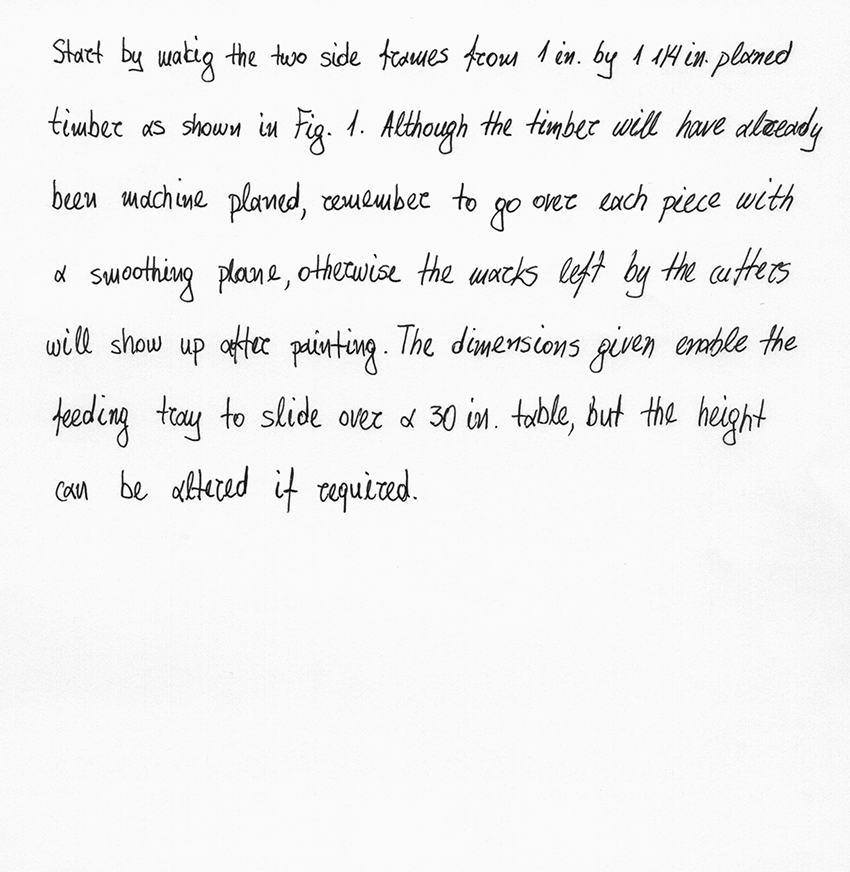 Start by makig the two side frames from 1 in. by 1 1/4 in. planed
timber as shown in Fig. 1. Although the timber will have already
been machine planed, remember to go over each piece with
a smoothing plane, otherwise the marks left by the cutters
will show up after painting. The dimensions given enable the
feeding tray to slide over a 30 in. table, but the height
can be altered if required.